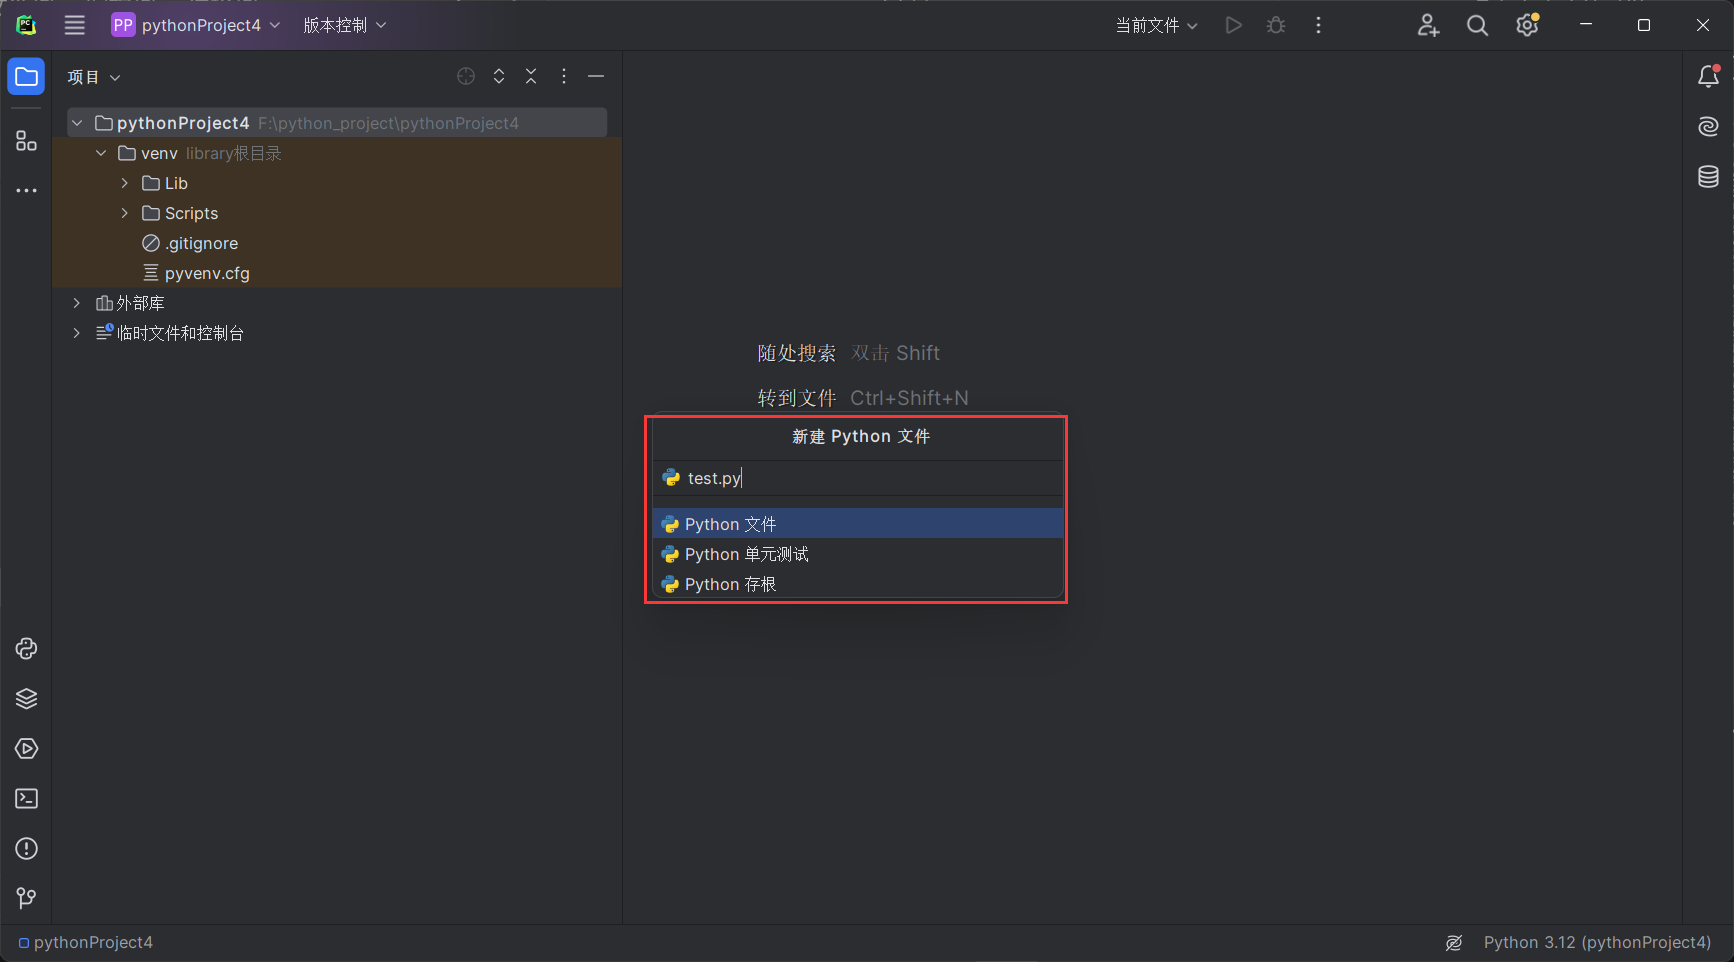 PC
PP pythonProject4 版本控制
当前文件
项目
pythonProject4 F:\python_project\pythonProject4
venv library根目录
Lib
Scripts
.gitignore
pyvenv.cfg
外部库
临时文件和控制台
随处搜索 双击 Shift
转到文件 Ctrl+Shift+N
新建 Python 文件
test.py
Python 文件
Python 单元测试
Python 存根
pythonProject4
Python 3.12 (pythonProject4)